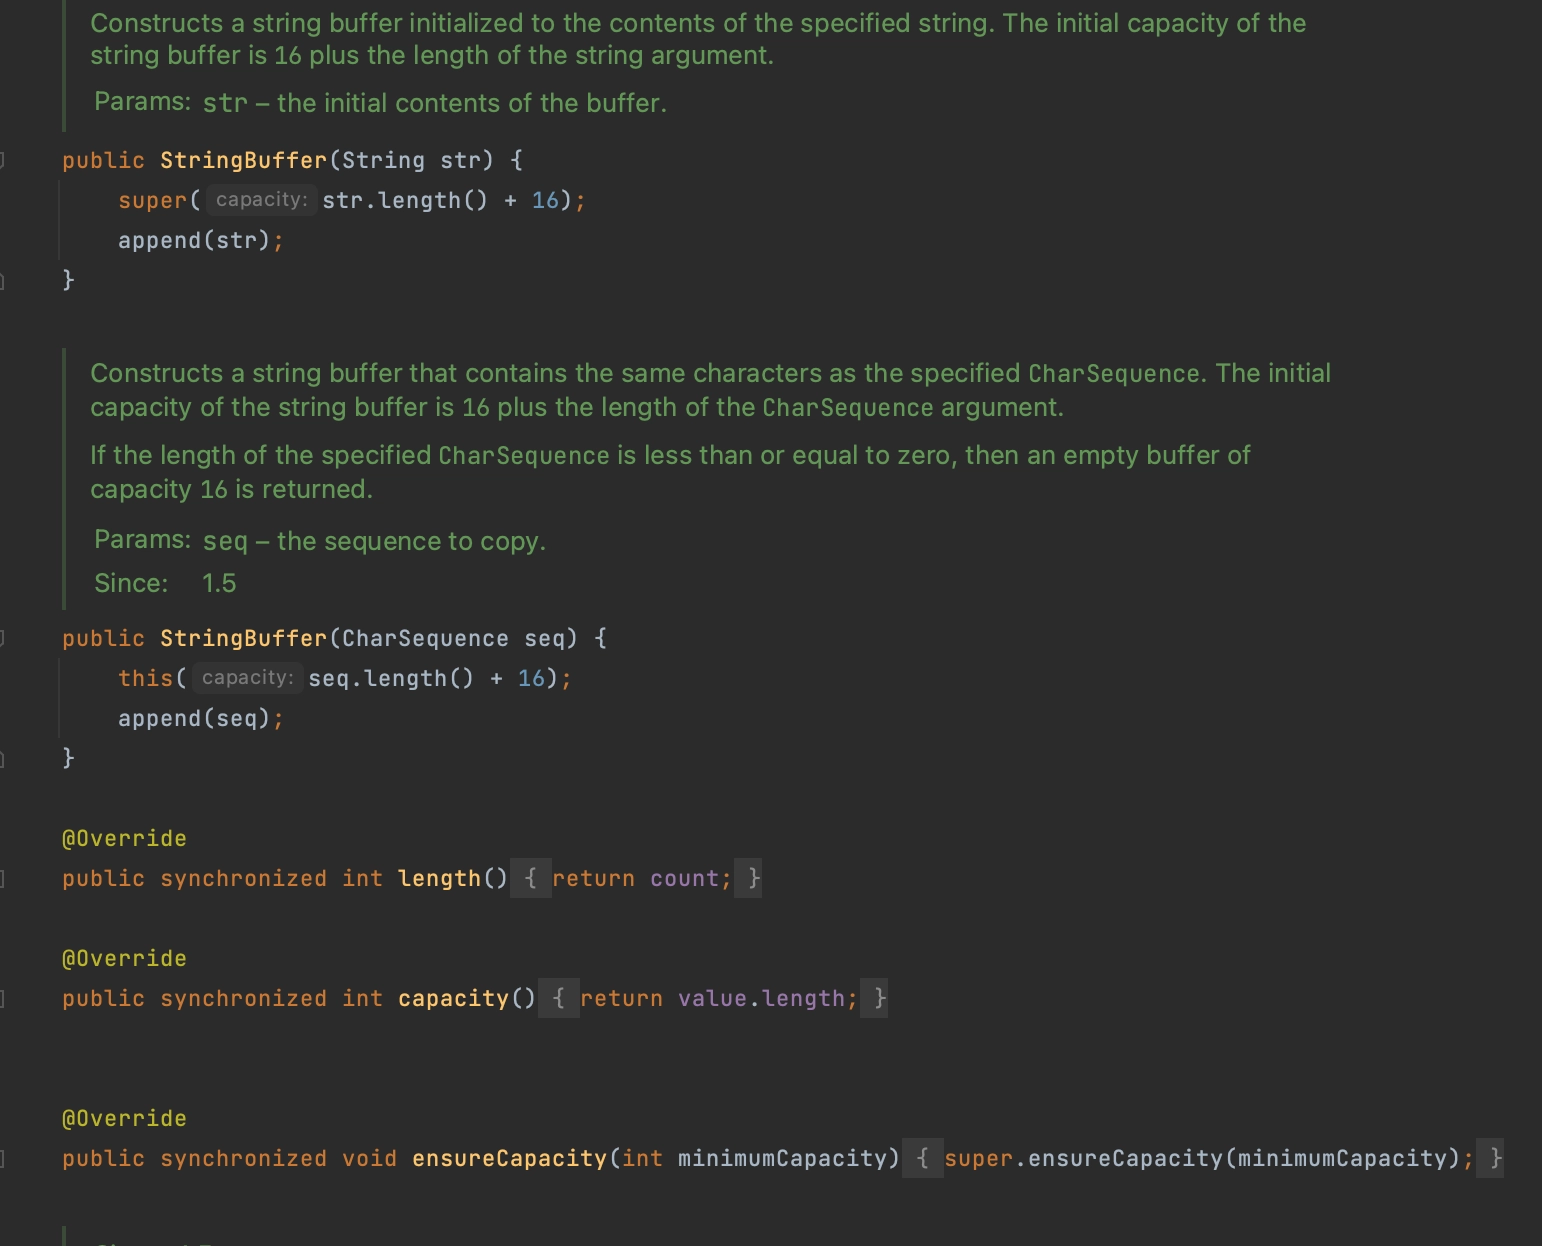 Constructs a string buffer initialized to the contents of the specified string. The initial capacity of the
string buffer is 16 plus the length of the string argument.
Params: str – the initial contents of the buffer.
public StringBuffer(String str) {
super( capacity: str.length() + 16);
append(str);
}
Constructs a string buffer that contains the same characters as the specified CharSequence. The initial
capacity of the string buffer is 16 plus the length of the CharSequence argument.
If the length of the specified CharSequence is less than or equal to zero, then an empty buffer of
capacity 16 is returned.
Params: seq – the sequence to copy.
Since: 1.5
public StringBuffer(CharSequence seq) {
this( capacity: seq.length() + 16);
append(seq);
}
@Override
public synchronized int length() { return count; }
@Override
public synchronized int capacity() { return value.length; }
@Override
public synchronized void ensureCapacity(int minimumCapacity) { super.ensureCapacity(minimumCapacity); }